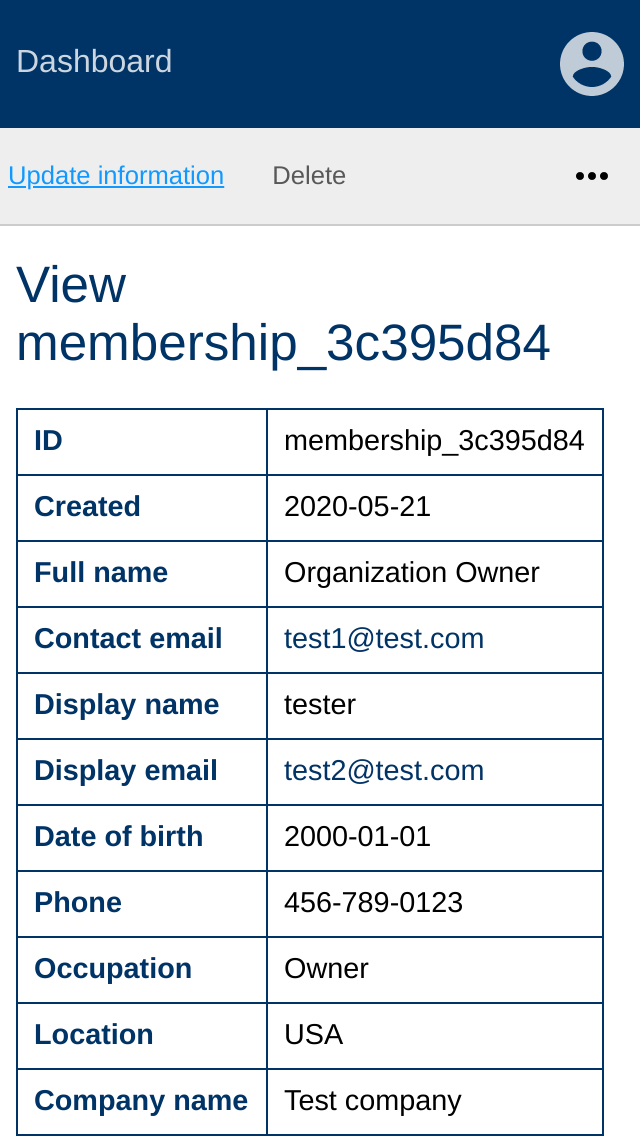 Dashboard
Update information Delete
View
membership_3c395d84
ID membership_3c395d84
Created 2020-05-21
Full name Organization Owner
Contact email test1@test.com
Display name tester
Display email test2@test.com
Date of birth 2000-01-01
Phone 456-789-0123
Occupation Owner
Location USA
Company name Test company